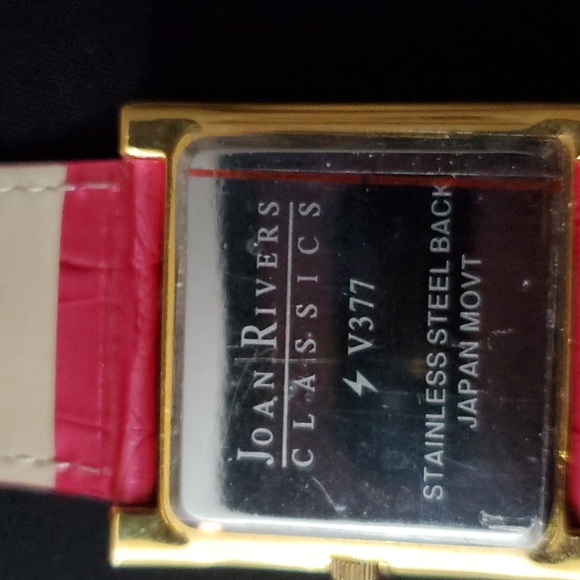 JOAN RIVERS
CLASSICS
V377
STAINLESS STEEL BACK
JAPAN MOVT